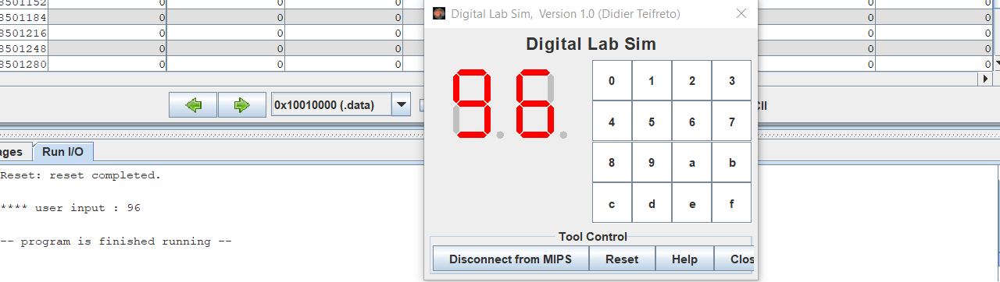 8501152 0 0 0 0 0
8501184 0 0 0 0 0
8501216 0 0 0 0 0
8501248 0 0 0 0 0
8501280 0 0 0 0 0
0x10010000 (.data)
CII
ages Run I/O
Reset: reset completed.
**** user input : 96
-- program is finished running --
Digital Lab Sim, Version 1.0 (Didier Teifreto)
Digital Lab Sim
96
0 1 2 3
4 5 6 7
8 9 a b
c d e f
Tool Control
Disconnect from MIPS Reset Help Clos